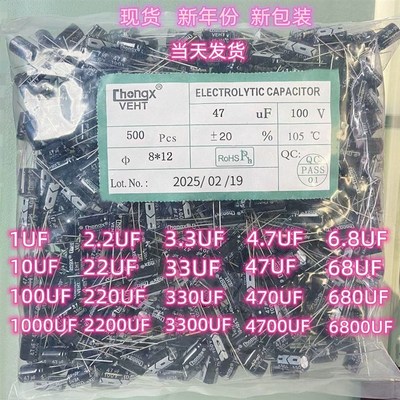 现货 新年份 新包装
当天发货
Chongx®
VEHT
ELECTROLYTIC CAPACITOR
47 uF 100 V
500 Pcs ±20 % 105 ℃
Φ 8*12 RoHS Pb QC: QC PASS 01
Lot.No.: 2025/02/19
1UF 2.2UF 3.3UF 4.7UF 6.8UF
10UF 22UF 33UF 47UF 68UF
100UF 220UF 330UF 470UF 680UF
1000UF 2200UF 3300UF 4700UF 6800UF